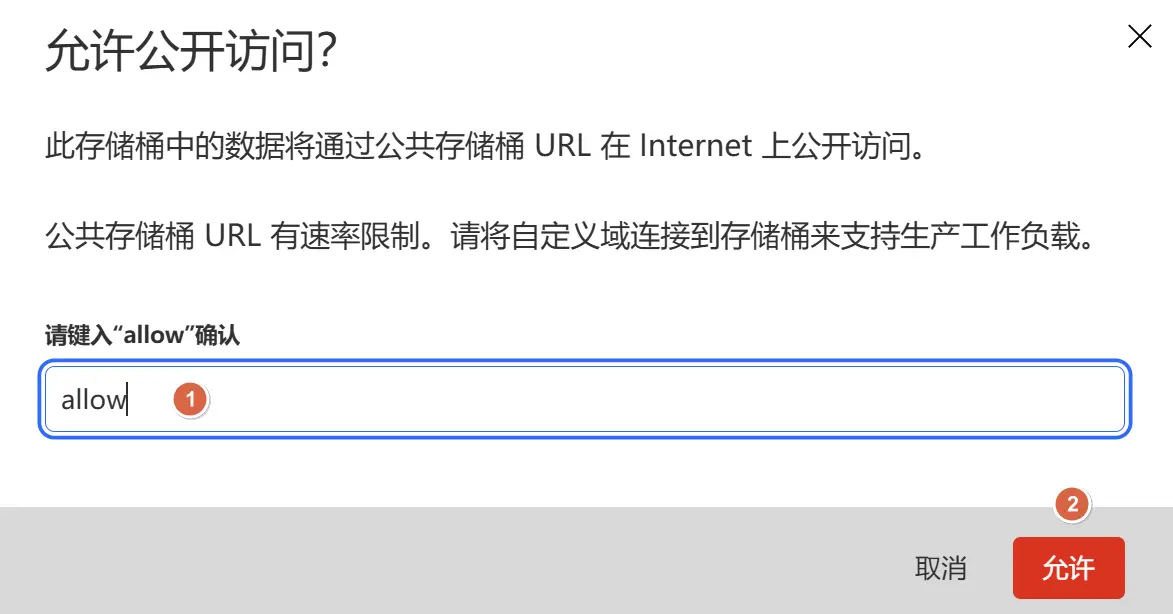 允许公开访问？
此存储桶中的数据将通过公共存储桶 URL 在 Internet 上公开访问。
公共存储桶 URL 有速率限制。请将自定义域连接到存储桶来支持生产工作负载。
请键入“allow”确认
allow 1
2
取消 允许